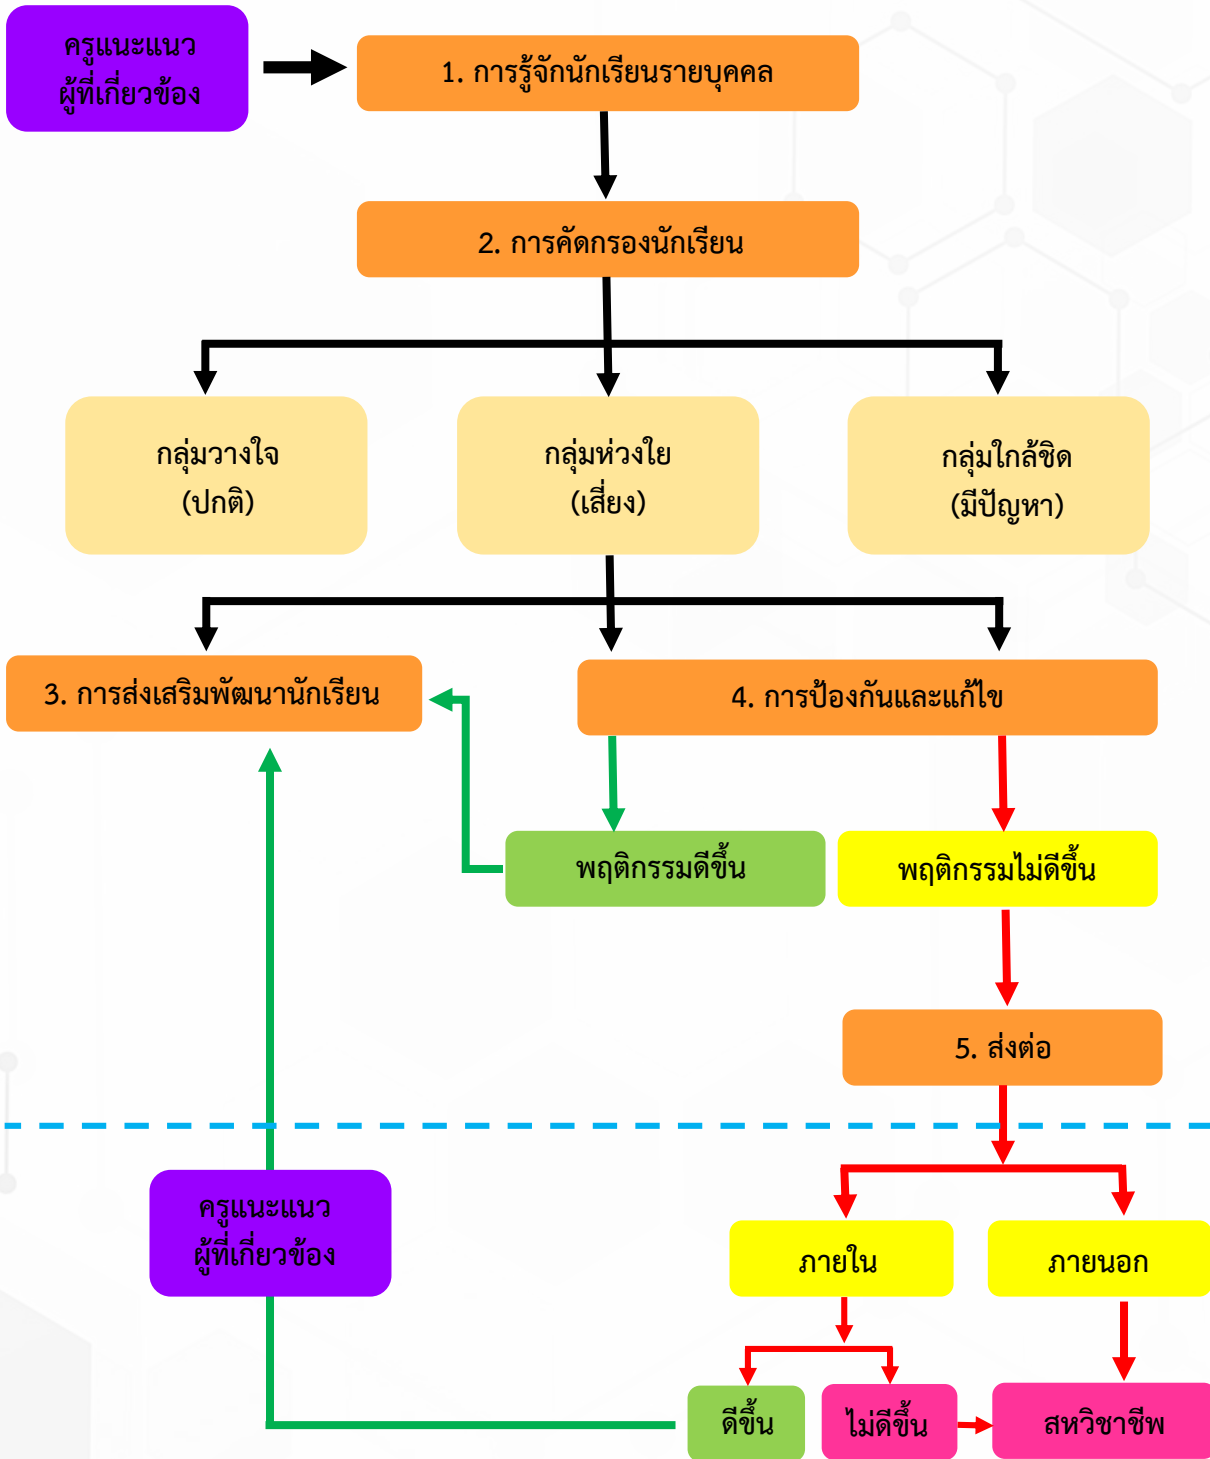 ครูแนะแนว
ผู้ที่เกี่ยวข้อง
1. การรู้จักนักเรียนรายบุคคล
2. การคัดกรองนักเรียน
กลุ่มวางใจ
(ปกติ)
กลุ่มห่วงใย
(เสี่ยง)
กลุ่มใกล้ชิด
(มีปัญหา)
3. การส่งเสริมพัฒนานักเรียน
4. การป้องกันและแก้ไข
พฤติกรรมดีขึ้น
พฤติกรรมไม่ดีขึ้น
5. ส่งต่อ
ครูแนะแนว
ผู้ที่เกี่ยวข้อง
ภายใน
ภายนอก
ดีขึ้น
ไม่ดีขึ้น
สหวิชาชีพ